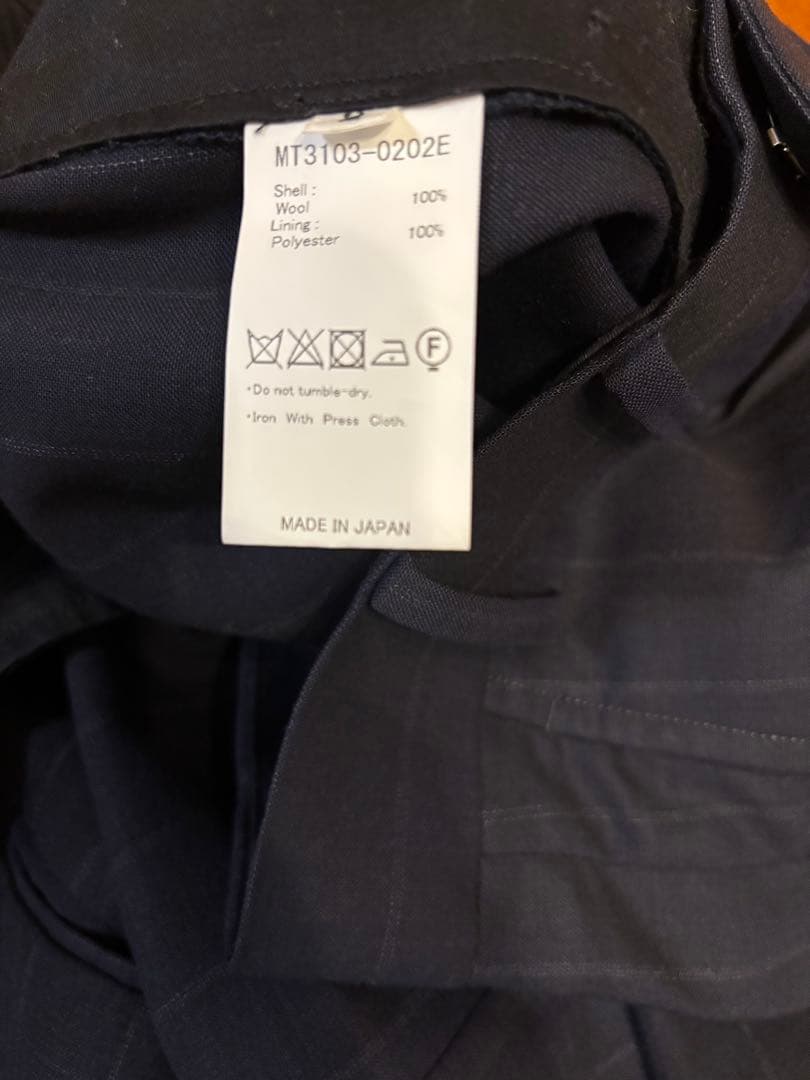 MT3103-0202E
Shell :
Wool 100%
Lining :
Polyester 100%
F
·Do not tumble-dry.
·Iron With Press Cloth.
MADE IN JAPAN